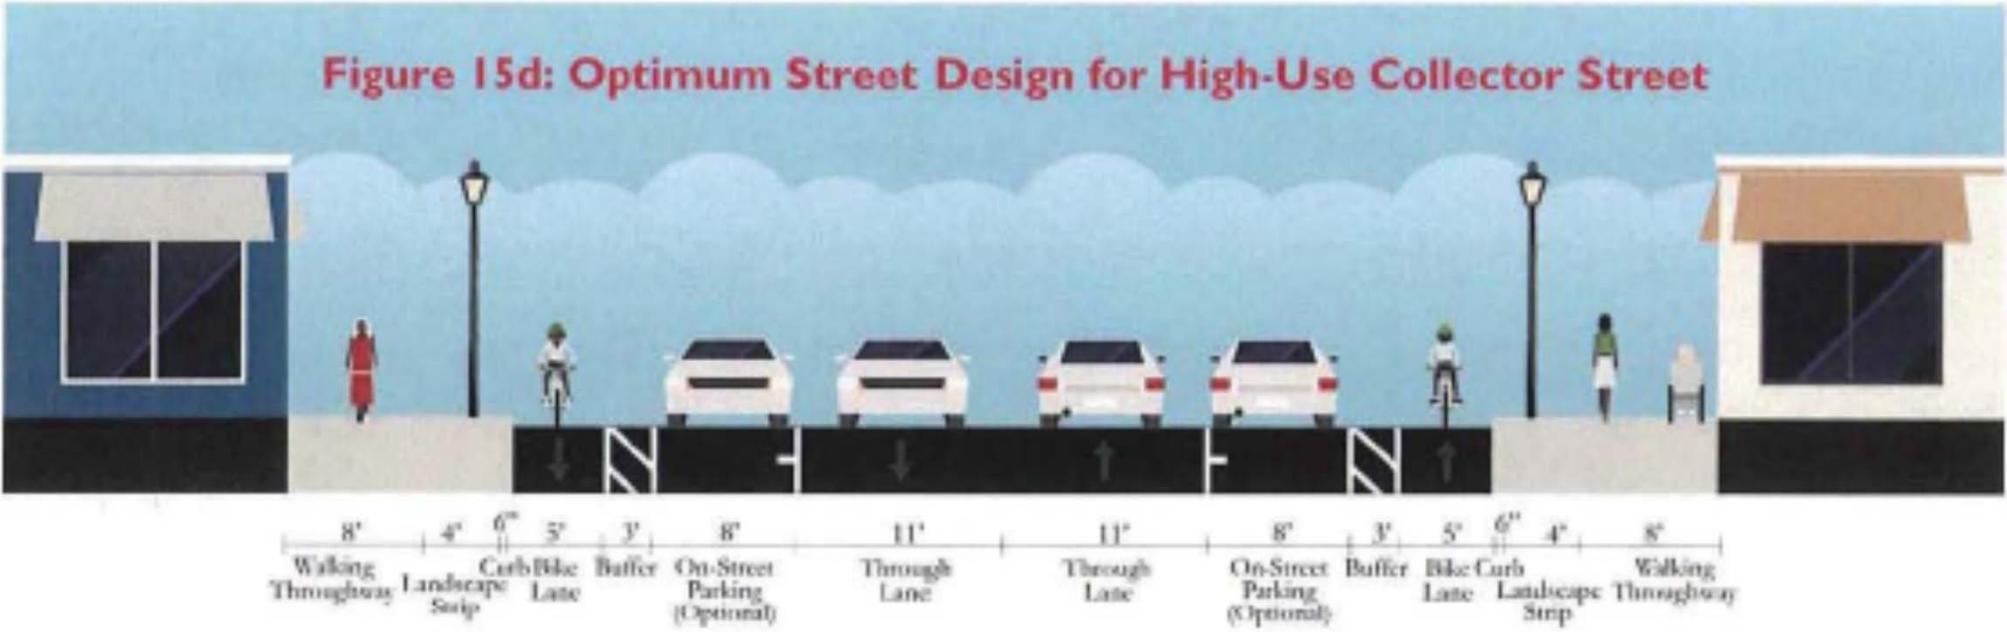 Figure 15d: Optimum Street Design for High-Use Collector Street
8' 4' 6" 5' 3' 8' 11' 11' 8' 3' 5' 6" 4' 8'
Walking Throughway
Landscape Strip
Curb
Bike Lane
Buffer
On-Street Parking (Optional)
Through Lane
Through Lane
On-Street Parking (Optional)
Buffer
Bike Lane
Curb
Landscape Strip
Walking Throughway